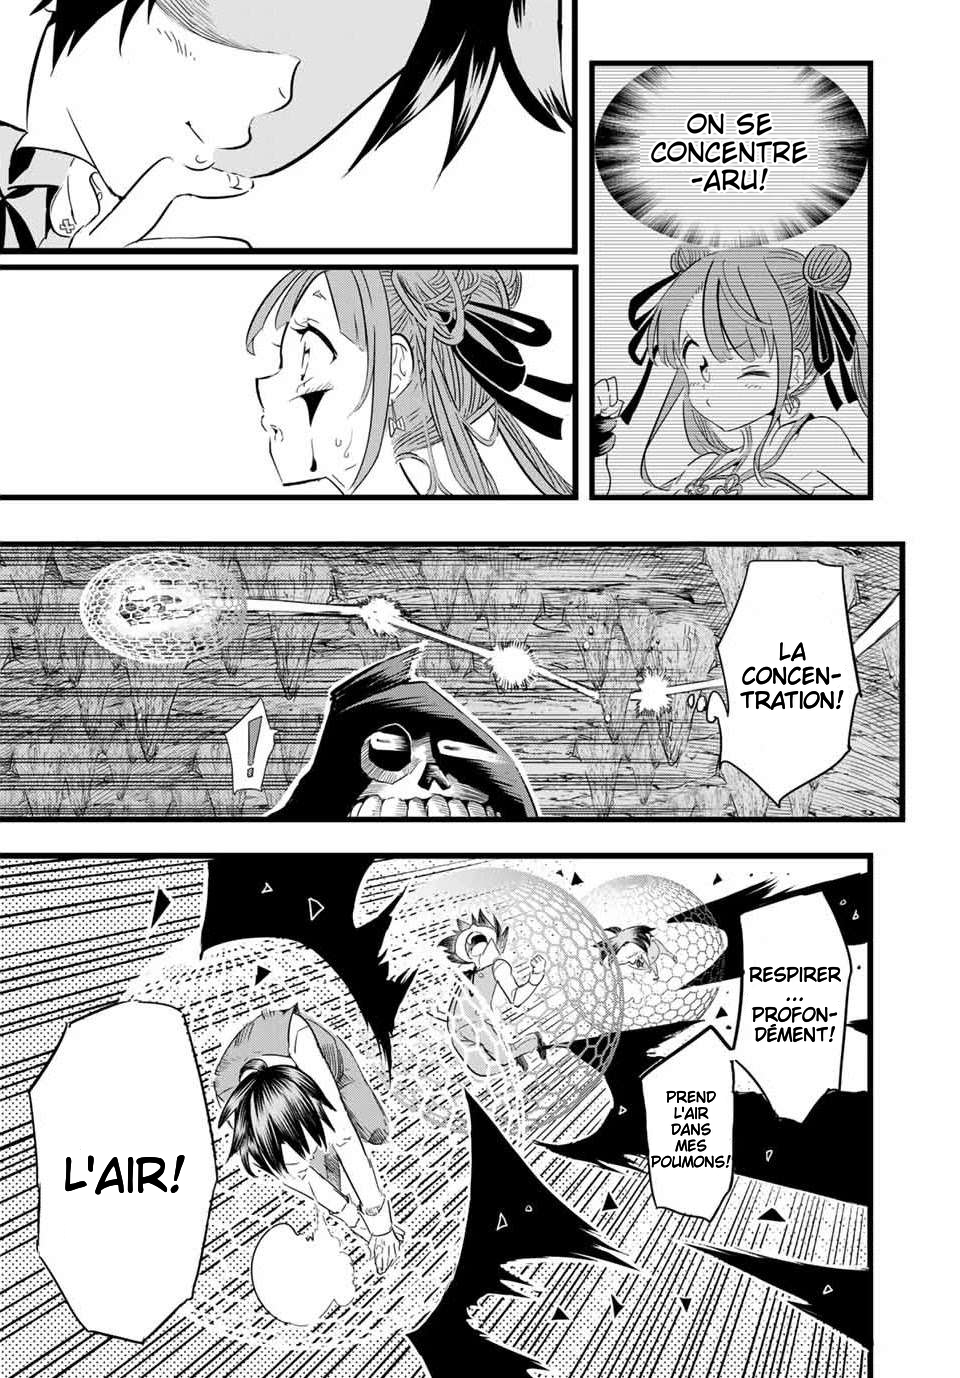 ON SE
CONCENTRE
-ARU!
LA
CONCEN-
TRATION!
!
RESPIRER
...
PROFON-
DÉMENT!
PREND
L'AIR
DANS
MES
POUMONS!
L'AIR!